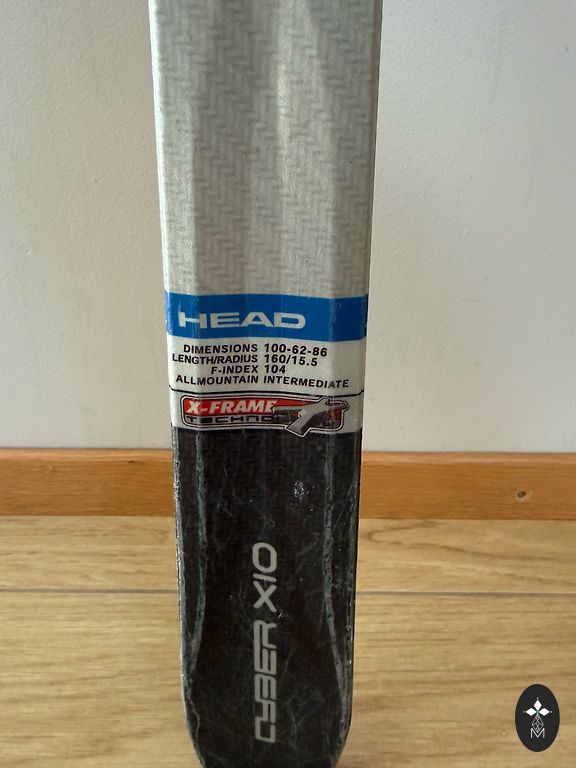 HEAD
DIMENSIONS 100-62-86
LENGTH/RADIUS 160/15.5
F-INDEX 104
ALLMOUNTAIN INTERMEDIATE
X-FRAME
CYBER X10
M